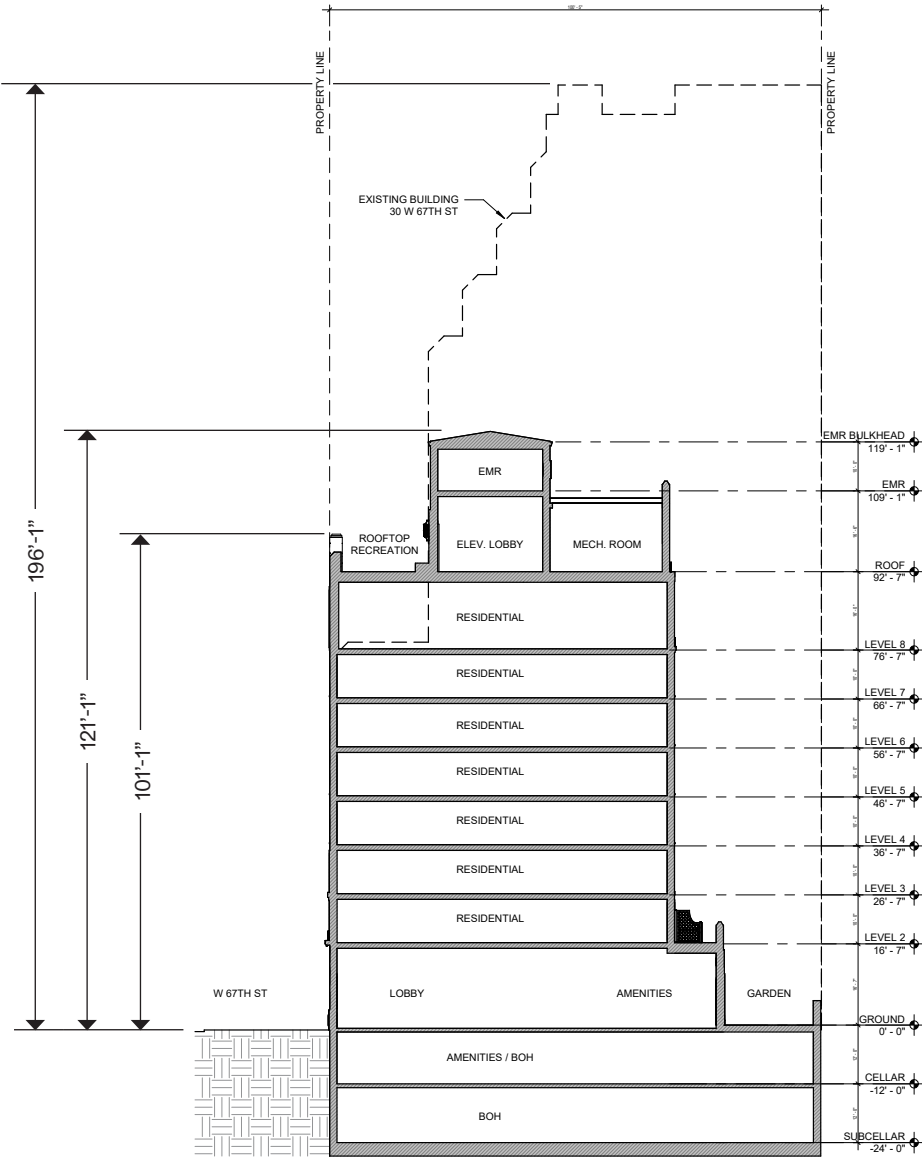 100'-5"
PROPERTY LINE
PROPERTY LINE
EXISTING BUILDING
30 W 67TH ST
196'-1"
121'-1"
101'-1"
EMR BULKHEAD
119' - 1"
EMR
EMR
109' - 1"
ROOFTOP
RECREATION
ELEV. LOBBY
MECH. ROOM
ROOF
92' - 7"
RESIDENTIAL
LEVEL 8
76' - 7"
RESIDENTIAL
LEVEL 7
66' - 7"
RESIDENTIAL
LEVEL 6
56' - 7"
RESIDENTIAL
LEVEL 5
46' - 7"
RESIDENTIAL
LEVEL 4
36' - 7"
RESIDENTIAL
LEVEL 3
26' - 7"
RESIDENTIAL
LEVEL 2
16' - 7"
W 67TH ST
LOBBY
AMENITIES
GARDEN
GROUND
0' - 0"
AMENITIES / BOH
CELLAR
-12' - 0"
BOH
SUBCELLAR
-24' - 0"